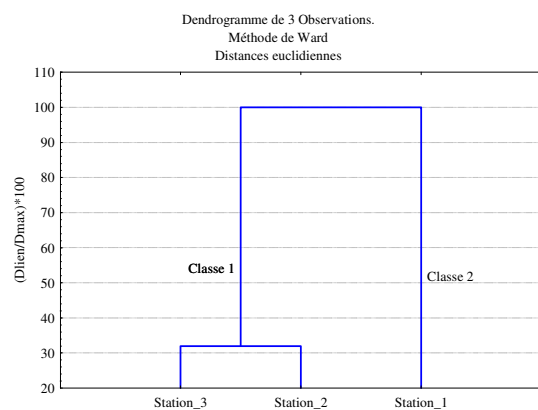 Dendrogramme de 3 Observations.
Méthode de Ward
Distances euclidiennes
110
100
90
80
70
60
50
40
30
20
(Dlien/Dmax)*100
Classe 1
Classe 2
Station_3
Station_2
Station_1